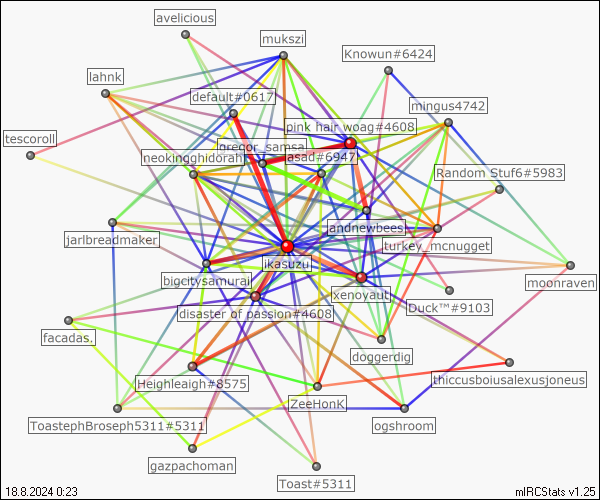 avelicious
mukszi
Knowun#6424
lahnk
default#0617
mingus4742
pink hair woag#4608
tescoroll
gregor_samsa
neokingghidorah
asad#6947
Random Stuf6#5983
jandnewbees
jarlbreadmaker
turkey_mcnugget
ikasuzu
bigcitysamurai
xenoyauti
moonraven
disaster of passion#4608
Duck™#9103
facadas.
doggerdig
Heighleaigh#8575
thiccusboiusalexusjoneus
ZeeHonK
ToastephBroseph5311#5311
ogshroom
gazpachoman
Toast#5311
18.8.2024 0:23
mIRCStats v1.25